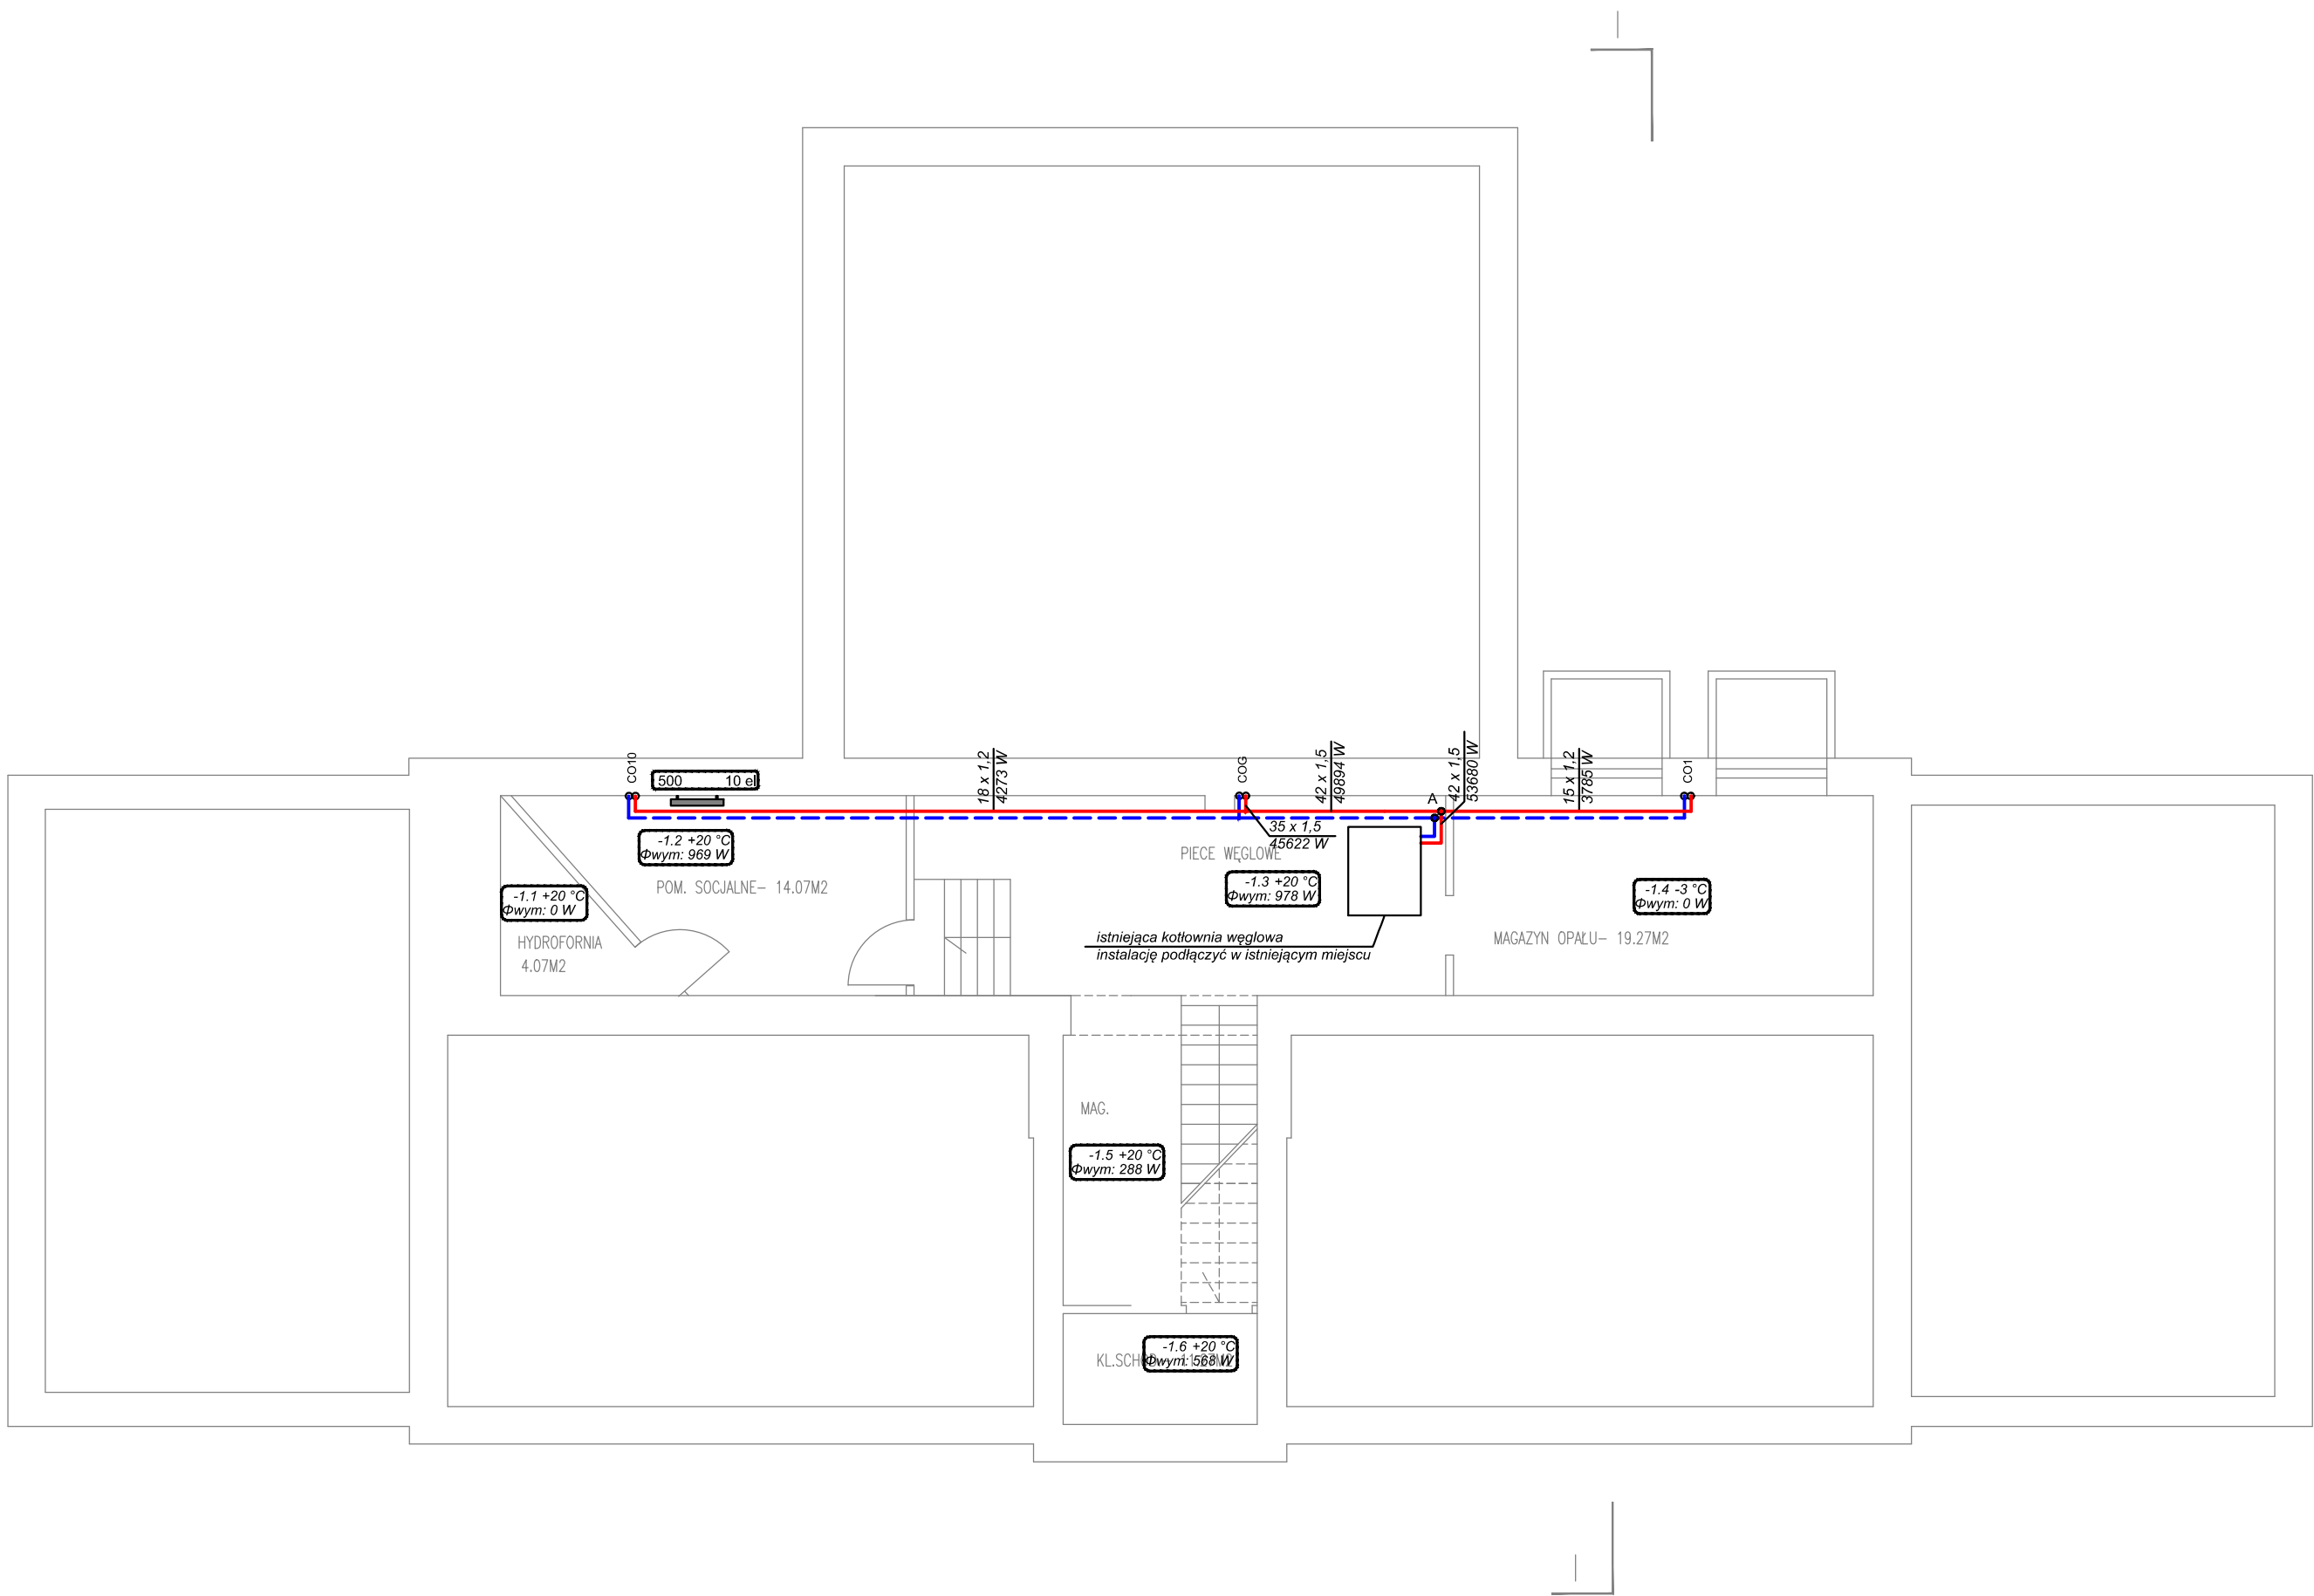 CO10
500 10 el
18 x 1,2
4273 W
COG
42 x 1,5
49894 W
42 x 1,5
53680 W
15 x 1,2
3785 W
CO1
A
35 x 1,5
45622 W
-1.2 +20 °C
Φwym: 969 W
PIECE WĘGLOWE
POM. SOCJALNE- 14.07M2
-1.1 +20 °C
Φwym: 0 W
-1.3 +20 °C
Φwym: 978 W
-1.4 -3 °C
Φwym: 0 W
HYDROFORNIA
4.07M2
istniejąca kotłownia węglowa
instalację podłączyć w istniejącym miejscu
MAGAZYN OPAŁU- 19.27M2
MAG.
-1.5 +20 °C
Φwym: 288 W
-1.6 +20 °C
Φwym: 568 W
KL.SCHOD